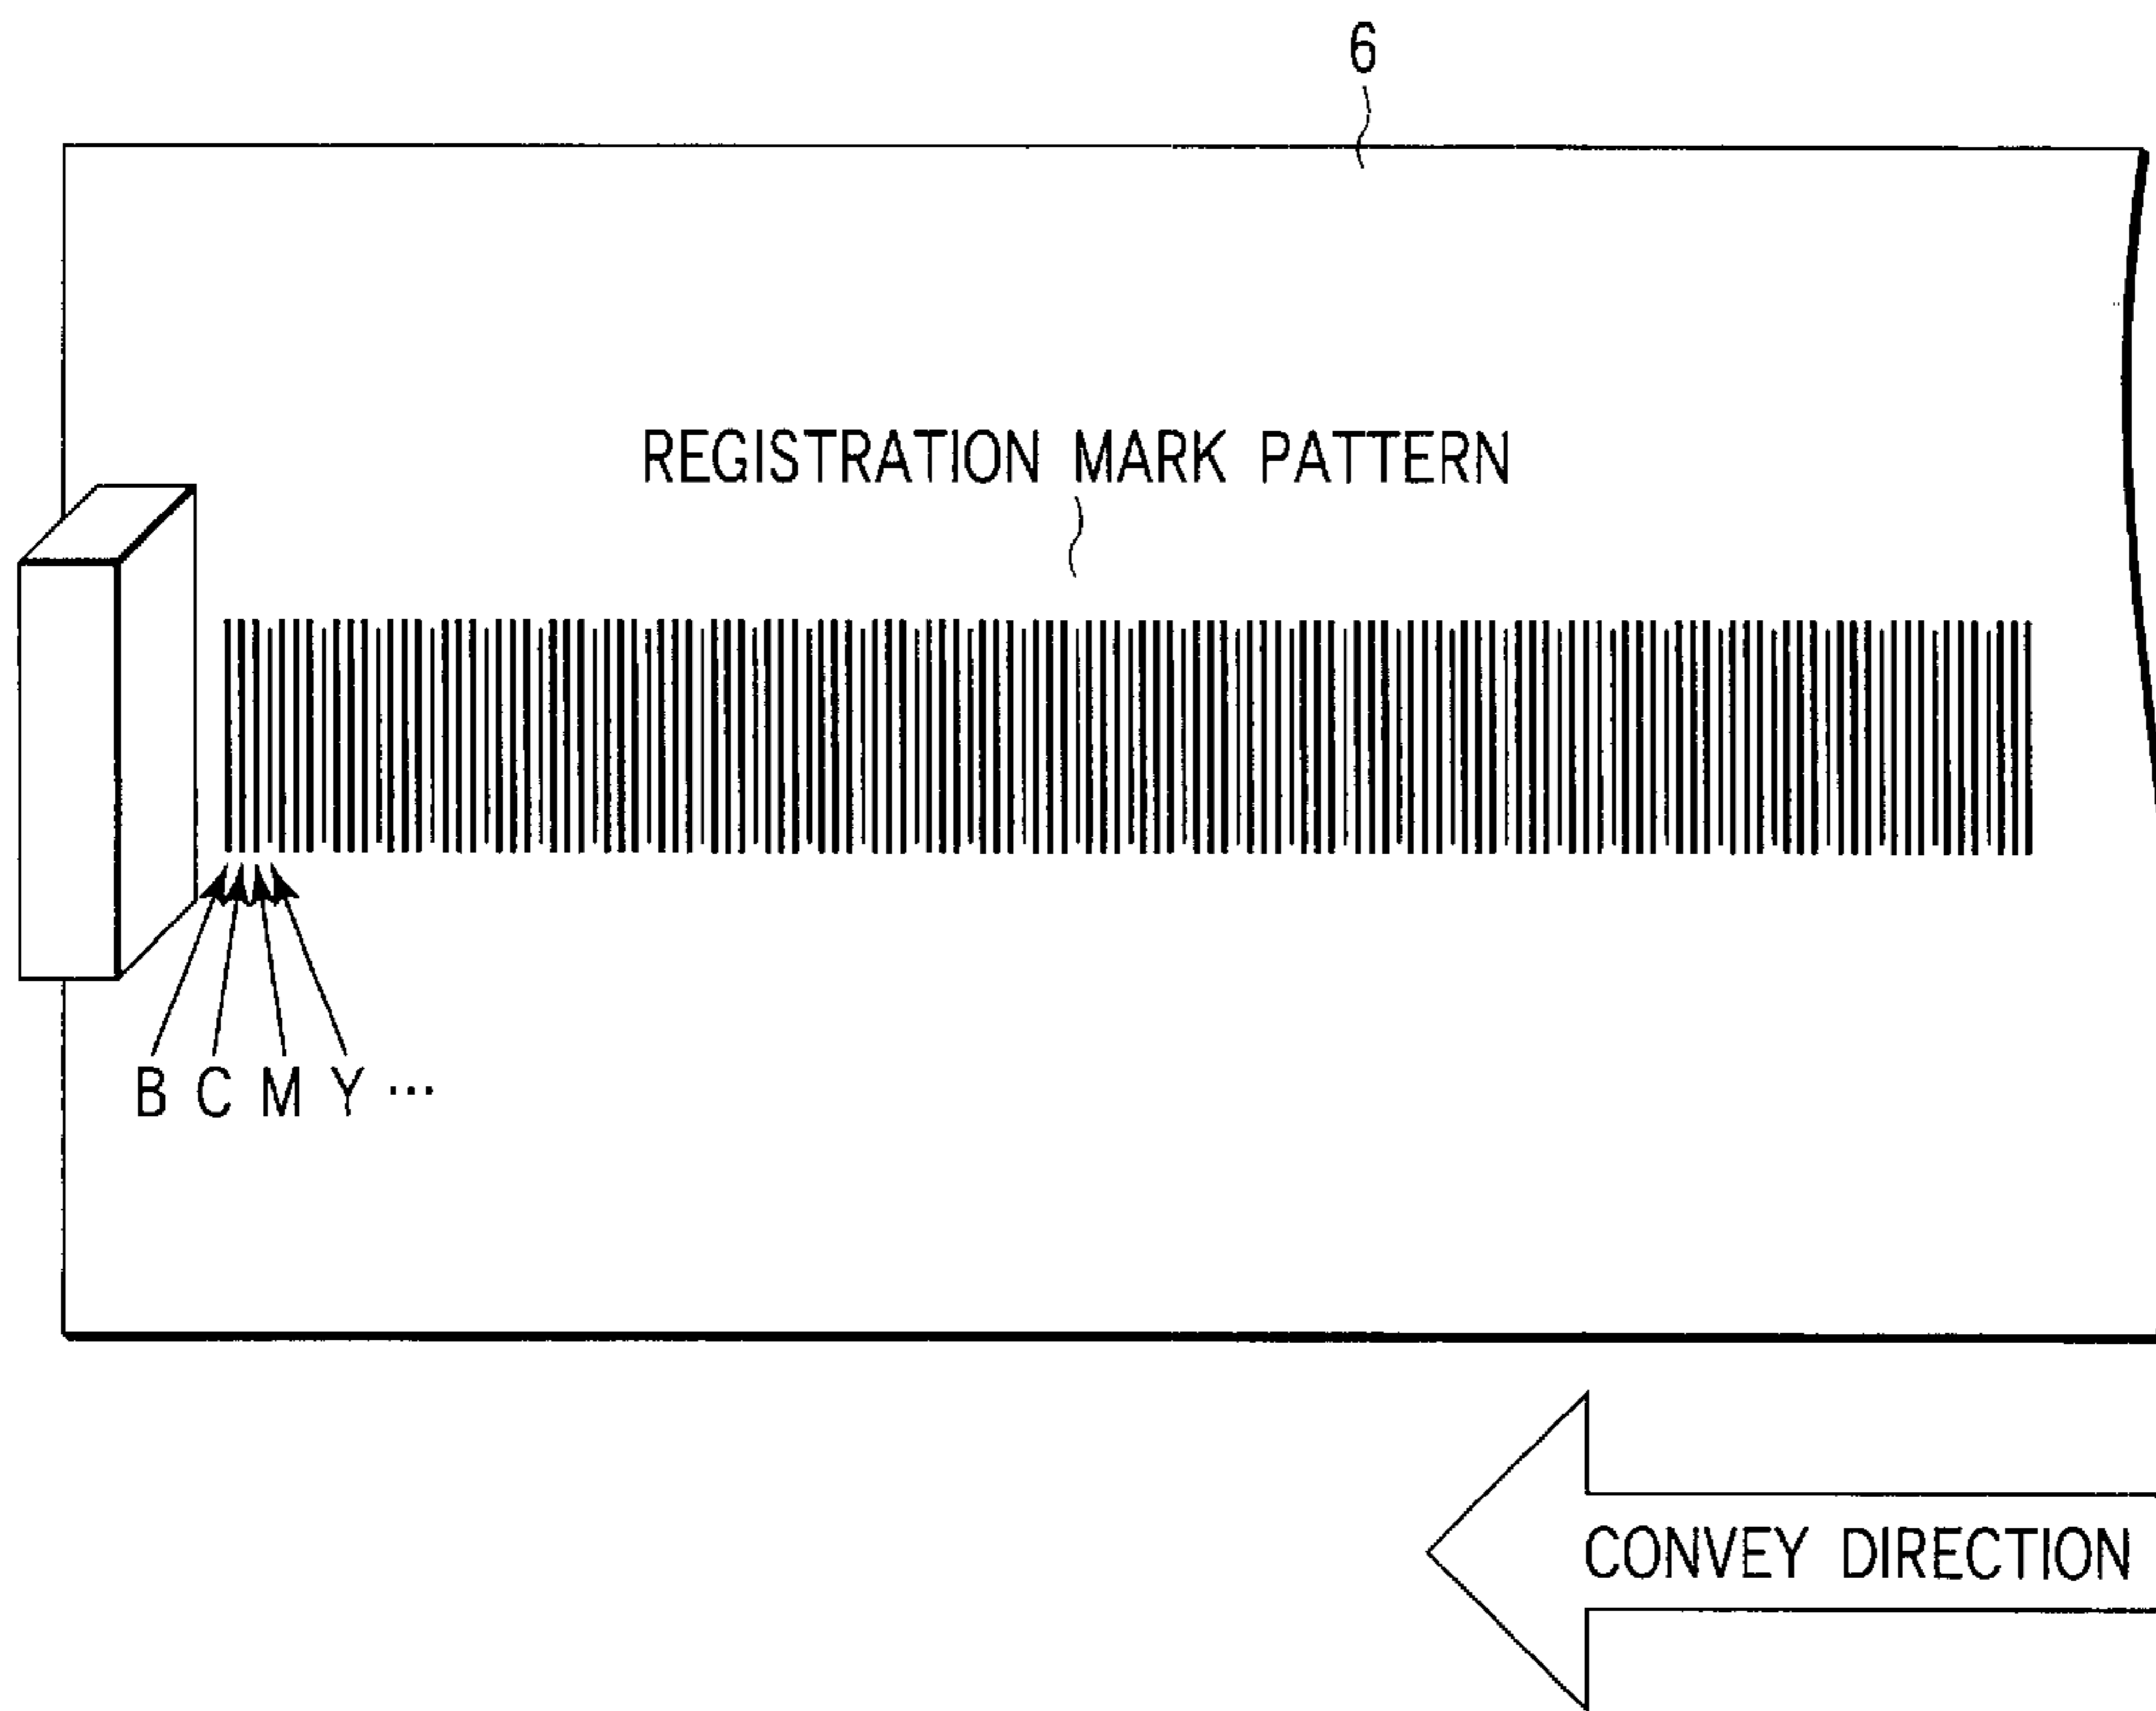 6
REGISTRATION MARK PATTERN
B C M Y ...
CONVEY DIRECTION